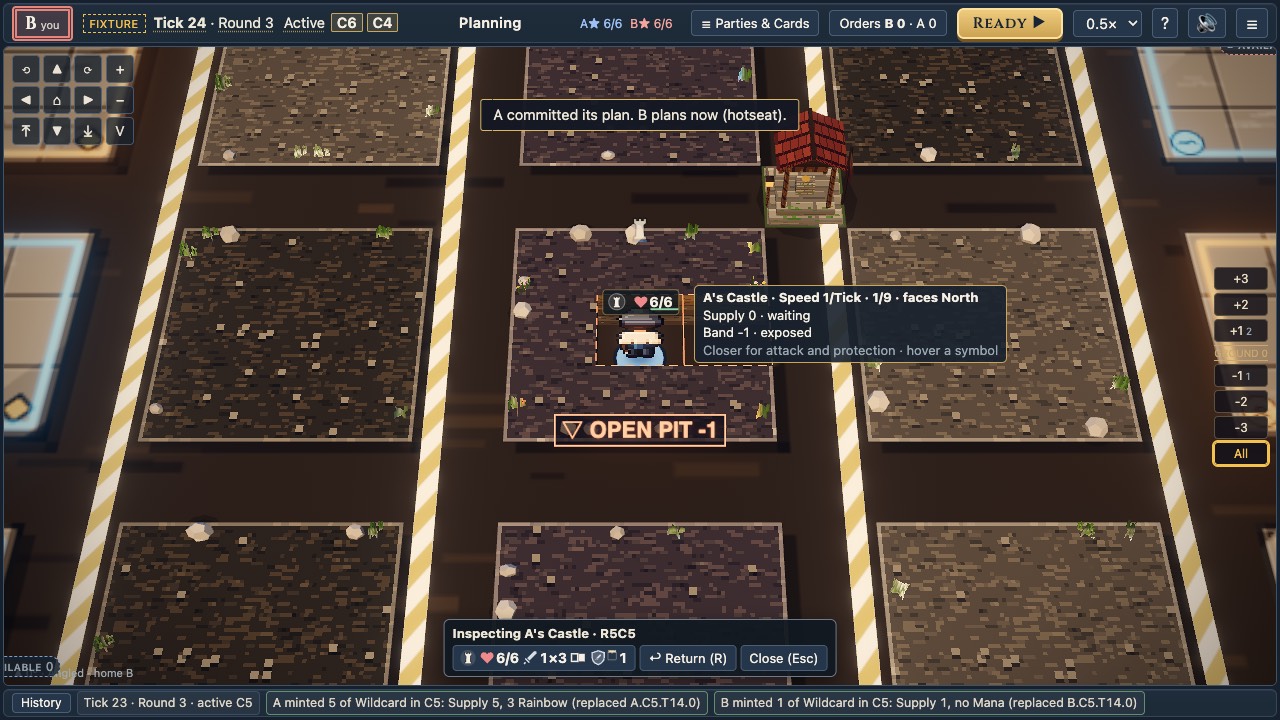 B you
FIXTURE
Tick 24 · Round 3 Active C6 C4
Planning
A★ 6/6 B★ 6/6
≡ Parties & Cards
Orders B 0 · A 0
READY ▶
0.5×
?
≡
+
−
V
A committed its plan. B plans now (hotseat).
6/6
A's Castle · Speed 1/Tick · 1/9 · faces North
Supply 0 · waiting
Band -1 · exposed
Closer for attack and protection · hover a symbol
▽ OPEN PIT -1
+3
+2
+1 2
GROUND 0
-1 1
-2
-3
All
Inspecting A's Castle · R5C5
6/6 1×3 1
↩ Return (R)
Close (Esc)
ILABLE 0
home B
History
Tick 23 · Round 3 · active C5
A minted 5 of Wildcard in C5: Supply 5, 3 Rainbow (replaced A.C5.T14.0)
B minted 1 of Wildcard in C5: Supply 1, no Mana (replaced B.C5.T14.0)